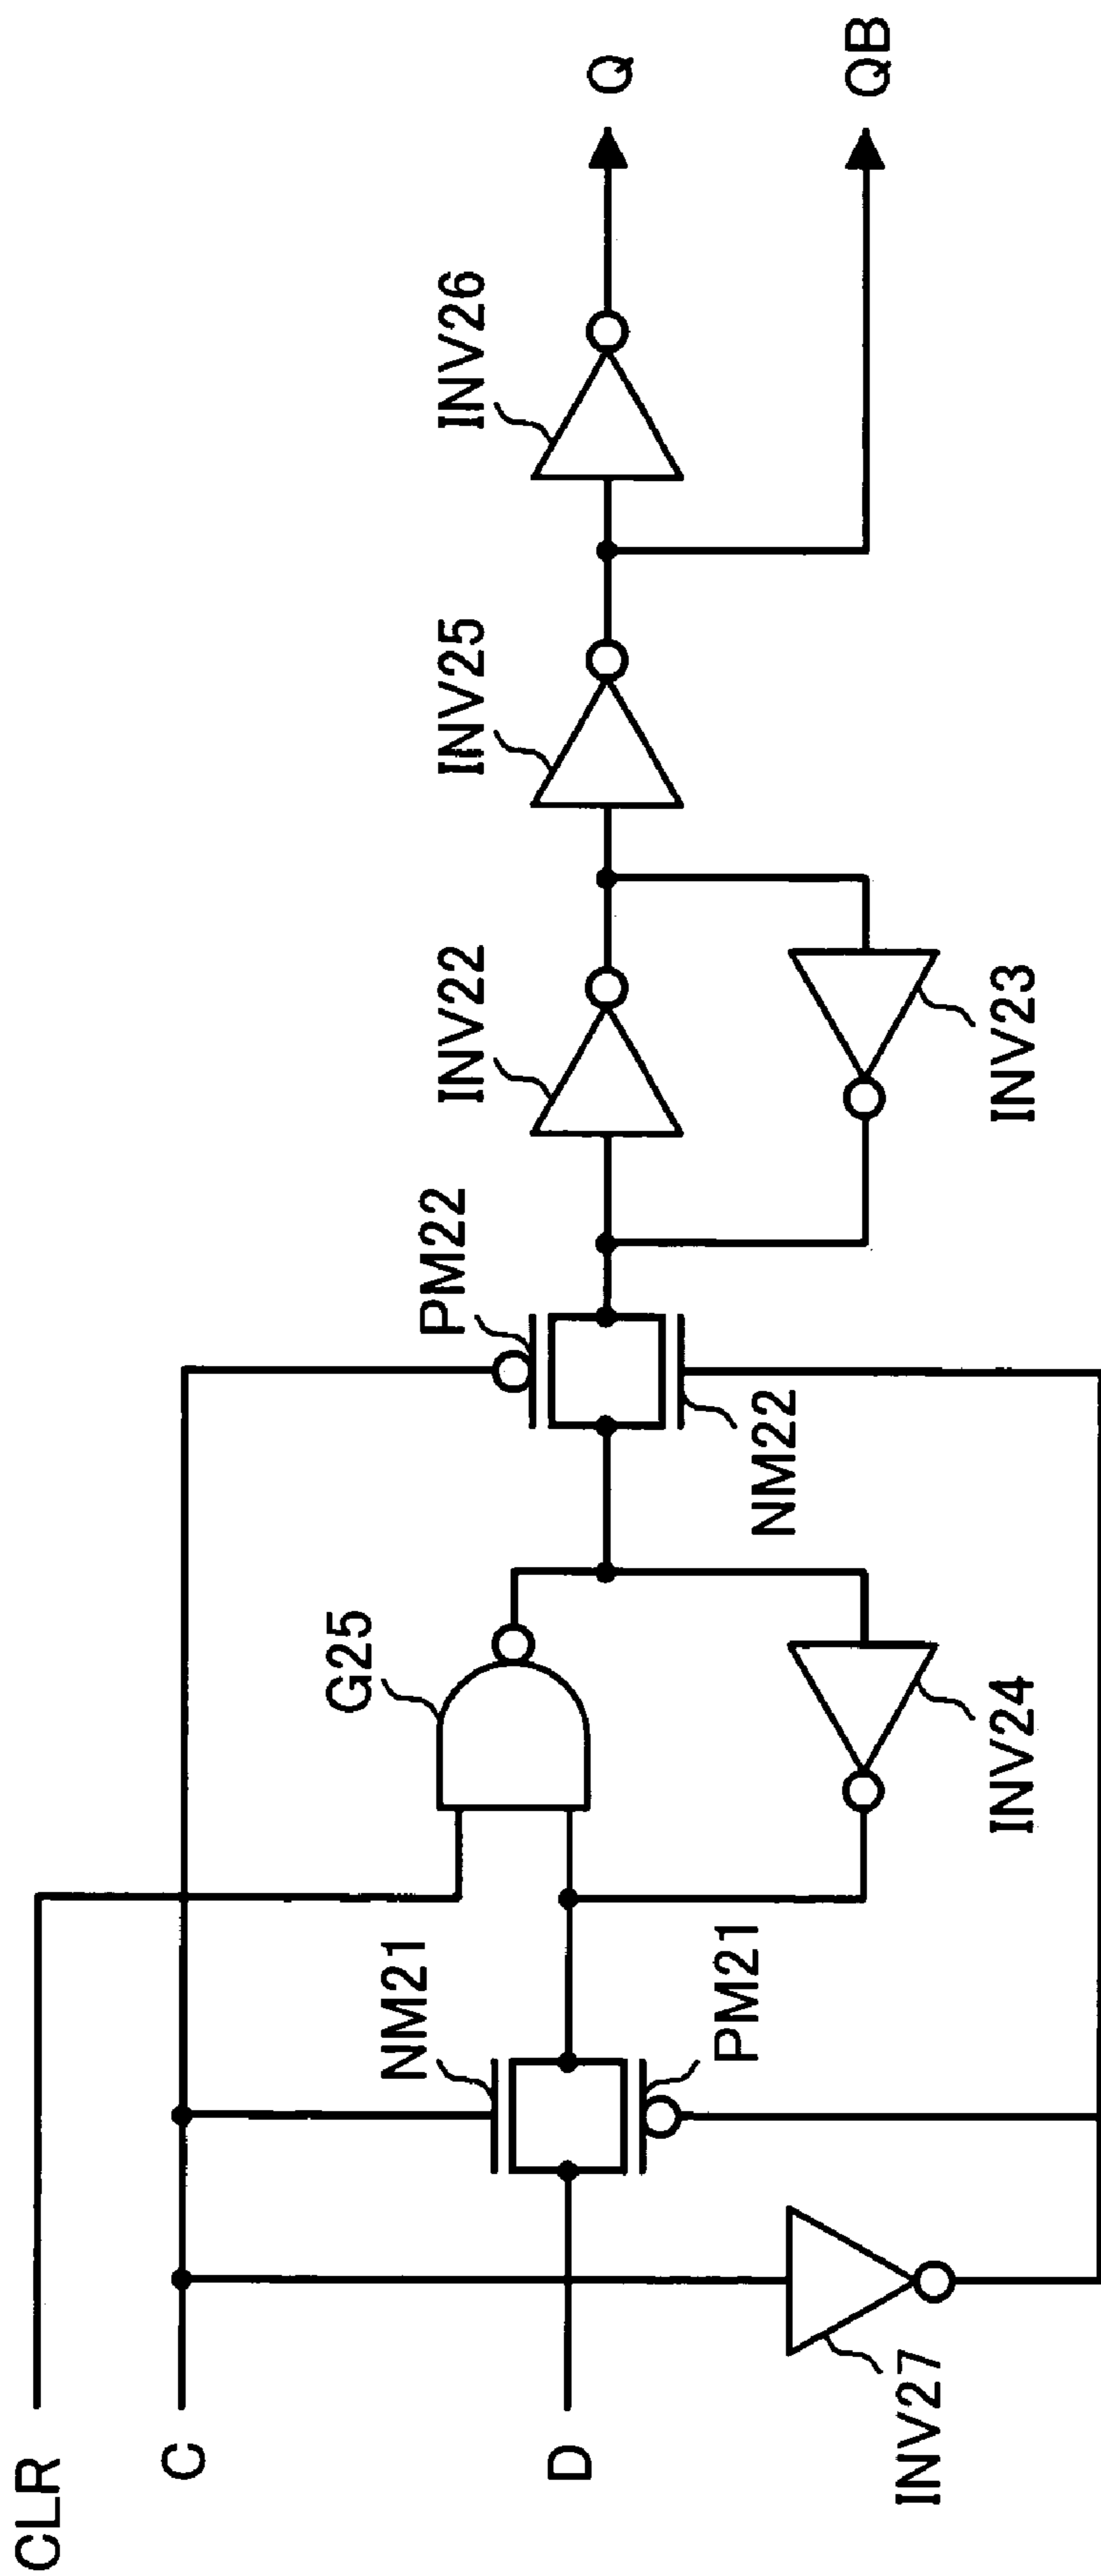 CLR
C
D
INV27
NM21
PM21
G25
INV24
PM22
NM22
INV22
INV23
INV25
INV26
Q
QB